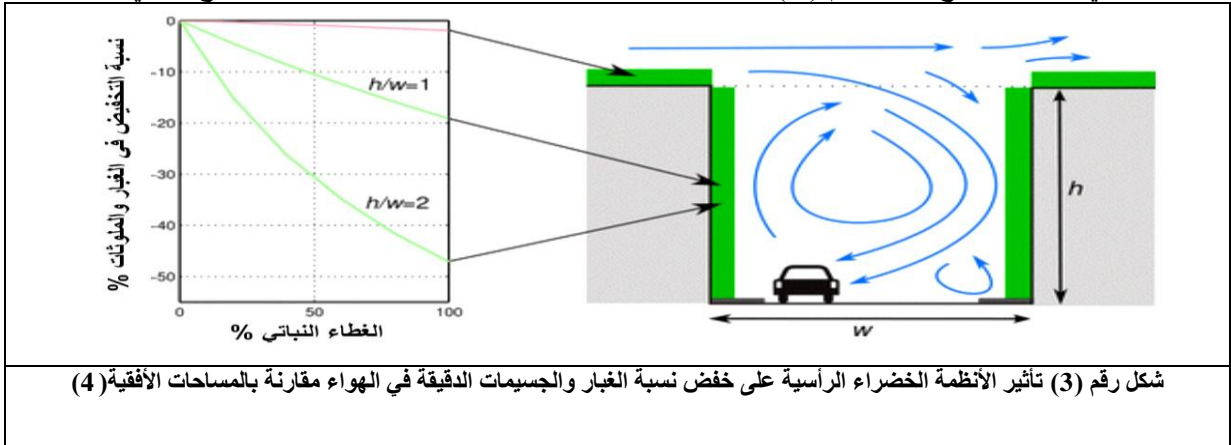 0
-10
-20
-30
-40
-50
نسبة التخفيض في الغبار والملوثات %
h/w=1
h/w=2
0
50
100
الغطاء النباتي %
h
w
شكل رقم (3) تأثير الأنظمة الخضراء الرأسية على خفض نسبة الغبار والجسيمات الدقيقة في الهواء مقارنة بالمساحات الأفقية(4)